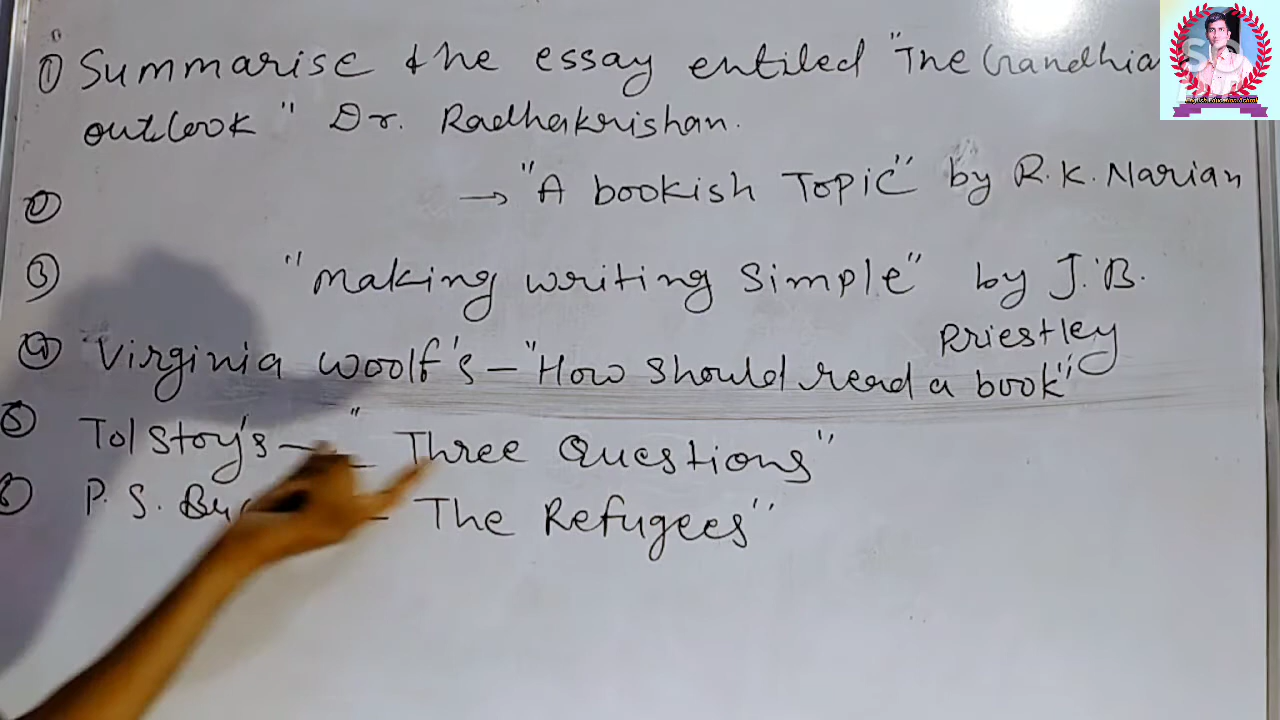 ① Summarise the essay entiled "The Gandhian
outlook" Dr. Radhakrishan.
② → "A bookish Topic" by R.K. Narian
③ "Making writing simple" by J.B.
Priestley
④ Virginia Woolf's - "How should read a book"
⑤ Tolstoy's - " Three Questions"
⑥ P. S. - The Refugees"